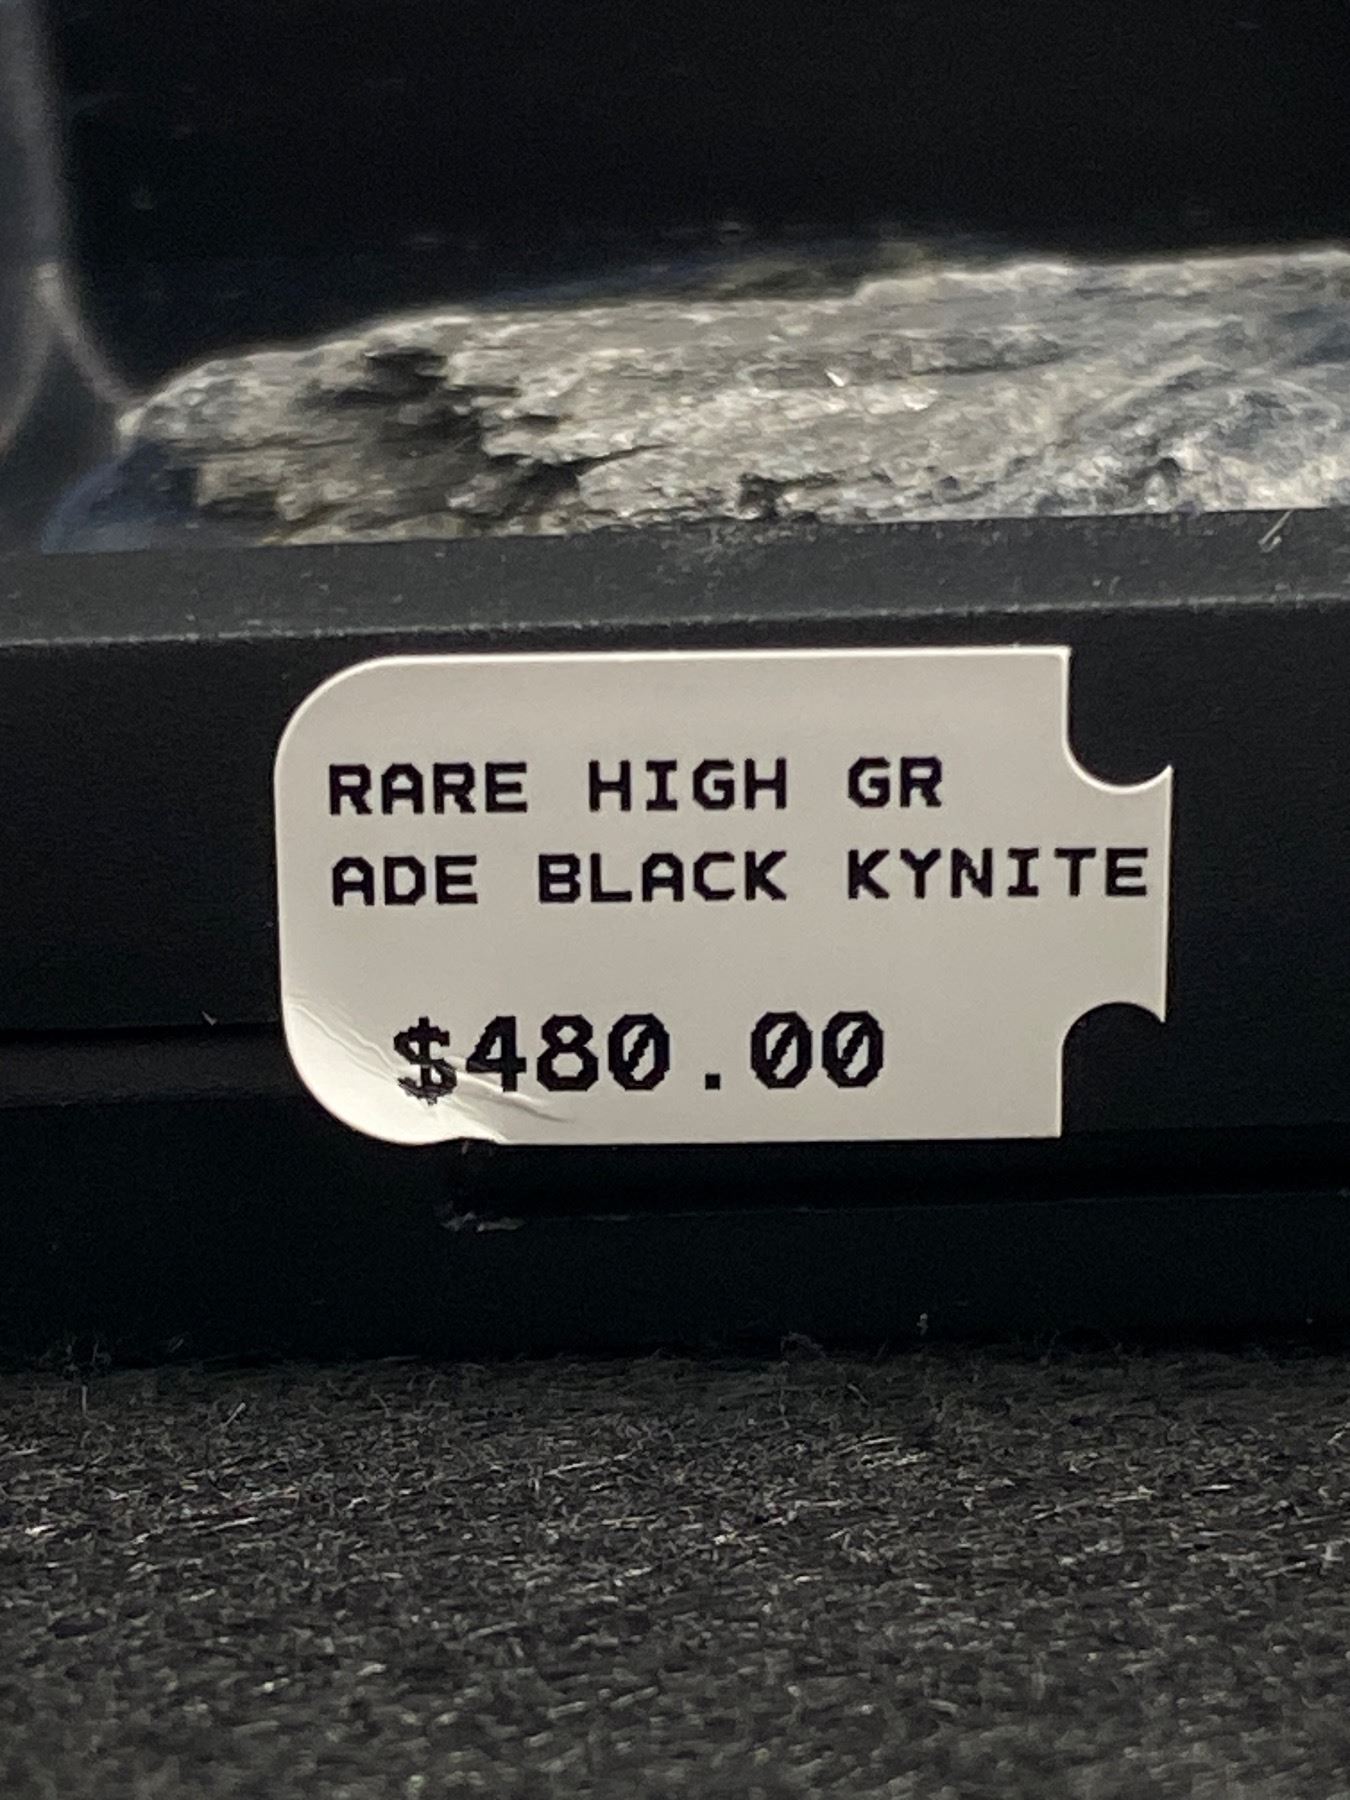 RARE HIGH GR
ADE BLACK KYNITE
$480.00